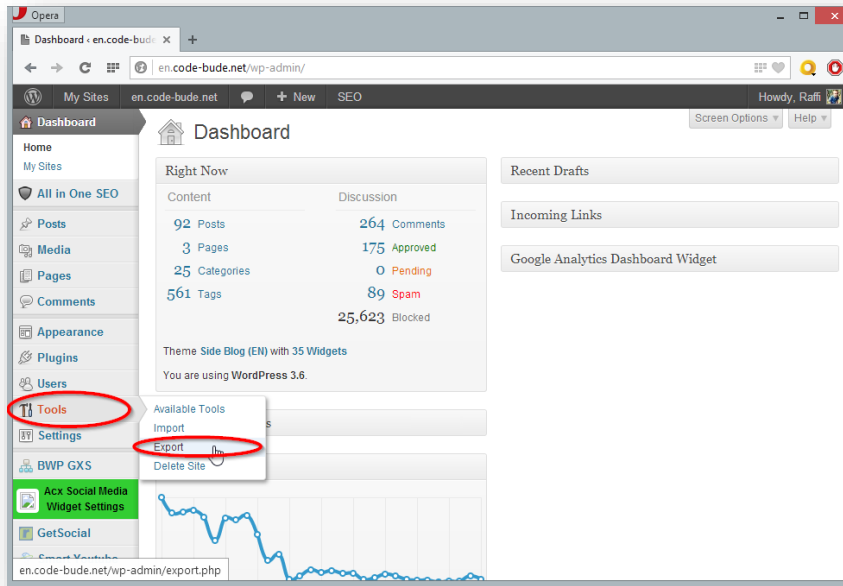 Opera
Dashboard ‹ en.code-bude
en.code-bude.net/wp-admin/
My Sites en.code-bude.net + New SEO Howdy, Raffi
Dashboard
Home
My Sites
All in One SEO
Posts
Media
Pages
Comments
Appearance
Plugins
Users
Tools
Settings
BWP GXS
Acx Social Media
Widget Settings
GetSocial
Smart Youtube
Screen Options Help
Dashboard
Right Now
Content Discussion
92 Posts 264 Comments
3 Pages 175 Approved
25 Categories 0 Pending
561 Tags 89 Spam
25,623 Blocked
Theme Side Blog (EN) with 35 Widgets
You are using WordPress 3.6.
Available Tools
Import
Export
Delete Site
Recent Drafts
Incoming Links
Google Analytics Dashboard Widget
en.code-bude.net/wp-admin/export.php